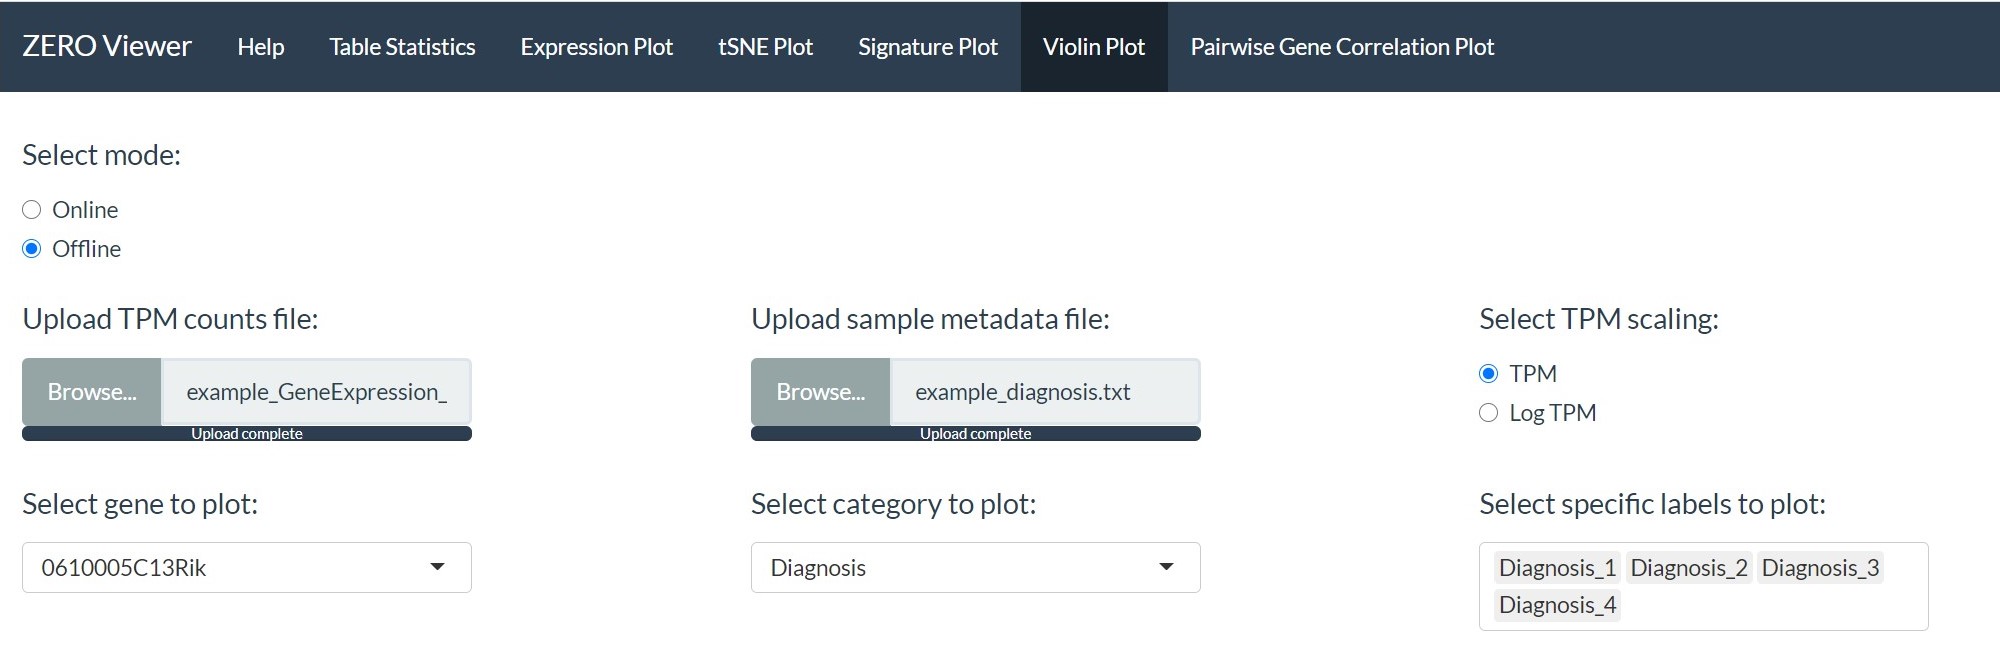 ZERO Viewer Help Table Statistics Expression Plot tSNE Plot Signature Plot Violin Plot Pairwise Gene Correlation Plot
Select mode:
Online
Offline
Upload TPM counts file: Upload sample metadata file: Select TPM scaling:
Browse... example_GeneExpression_ Browse... example_diagnosis.txt TPM
Upload complete Upload complete Log TPM
Select gene to plot: Select category to plot: Select specific labels to plot:
0610005C13Rik Diagnosis Diagnosis_1 Diagnosis_2 Diagnosis_3
Diagnosis_4